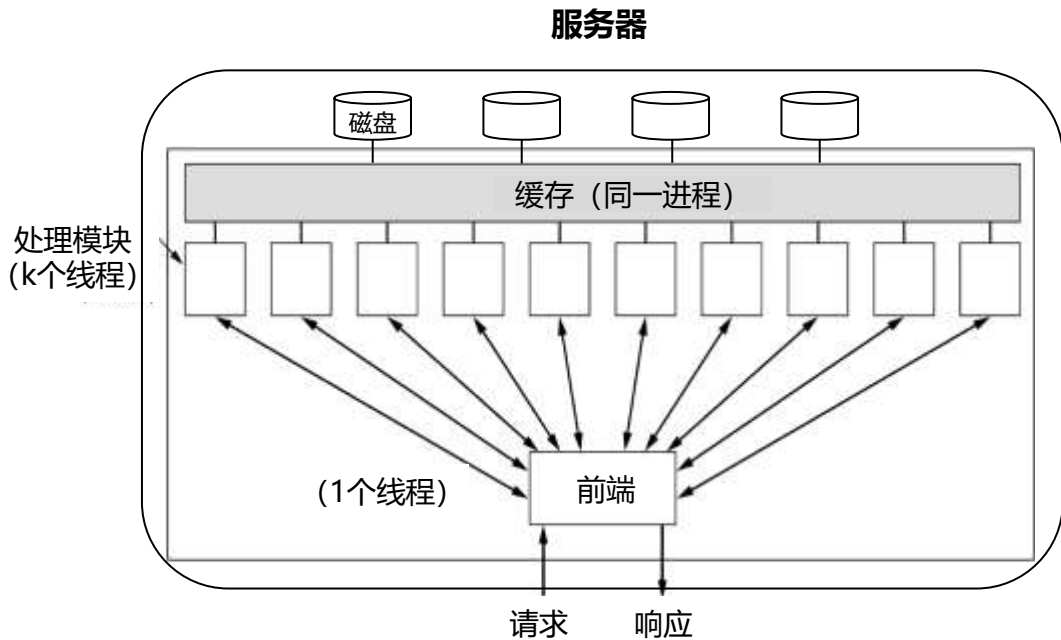 服务器
磁盘
缓存（同一进程）
处理模块
（k个线程）
（1个线程）
前端
请求
响应